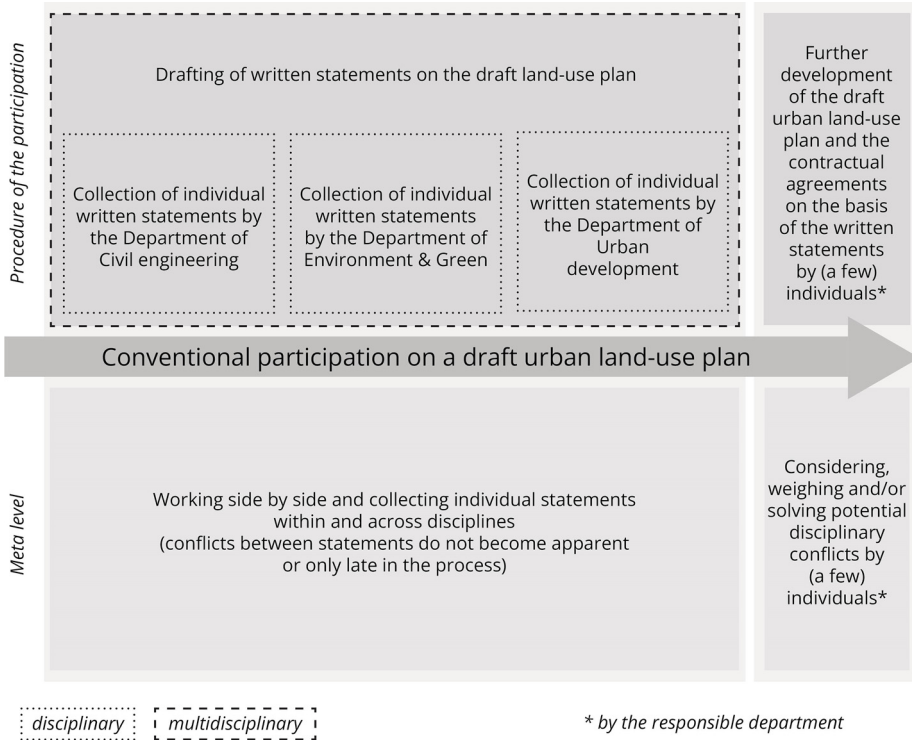 Procedure of the participation
Drafting of written statements on the draft land-use plan
Collection of individual
written statements by
the Department of
Civil engineering
Collection of individual
written statements
by the Department of
Environment & Green
Collection of individual
written statements by
the Department of
Urban
development
Further
development
of the draft
urban land-use
plan and the
contractual
agreements
on the basis
of the written
statements
by (a few)
individuals*
Conventional participation on a draft urban land-use plan
Meta level
Working side by side and collecting individual statements
within and across disciplines
(conflicts between statements do not become apparent
or only late in the process)
Considering,
weighing and/or
solving potential
disciplinary
conflicts by
(a few)
individuals*
disciplinary
multidisciplinary
* by the responsible department